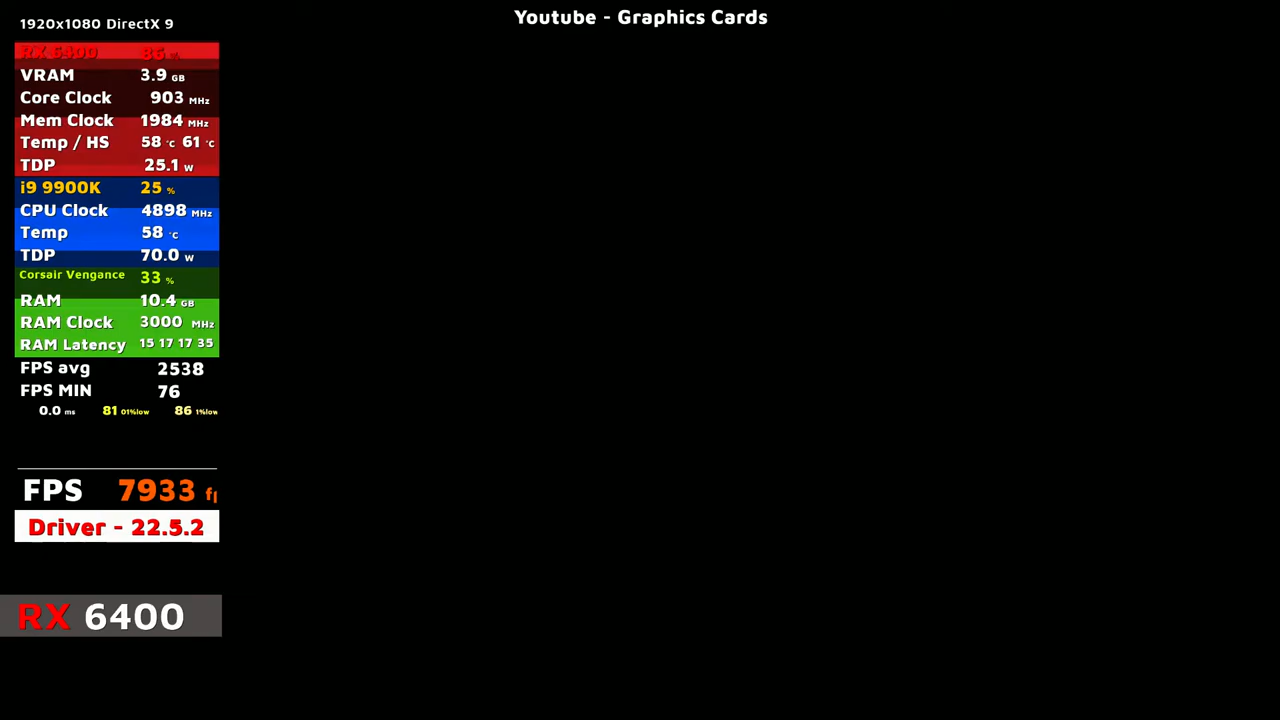 Youtube - Graphics Cards
1920x1080 DirectX 9
RX 6400 86 %
VRAM 3.9 GB
Core Clock 903 MHz
Mem Clock 1984 MHz
Temp / HS 58 °C 61 °C
TDP 25.1 W
i9 9900K 25 %
CPU Clock 4898 MHz
Temp 58 °C
TDP 70.0 W
Corsair Vengance 33 %
RAM 10.4 GB
RAM Clock 3000 MHz
RAM Latency 15 17 17 35
FPS avg 2538
FPS MIN 76
0.0 ms 81 01%low 86 1%low
FPS 7933
Driver - 22.5.2
RX 6400